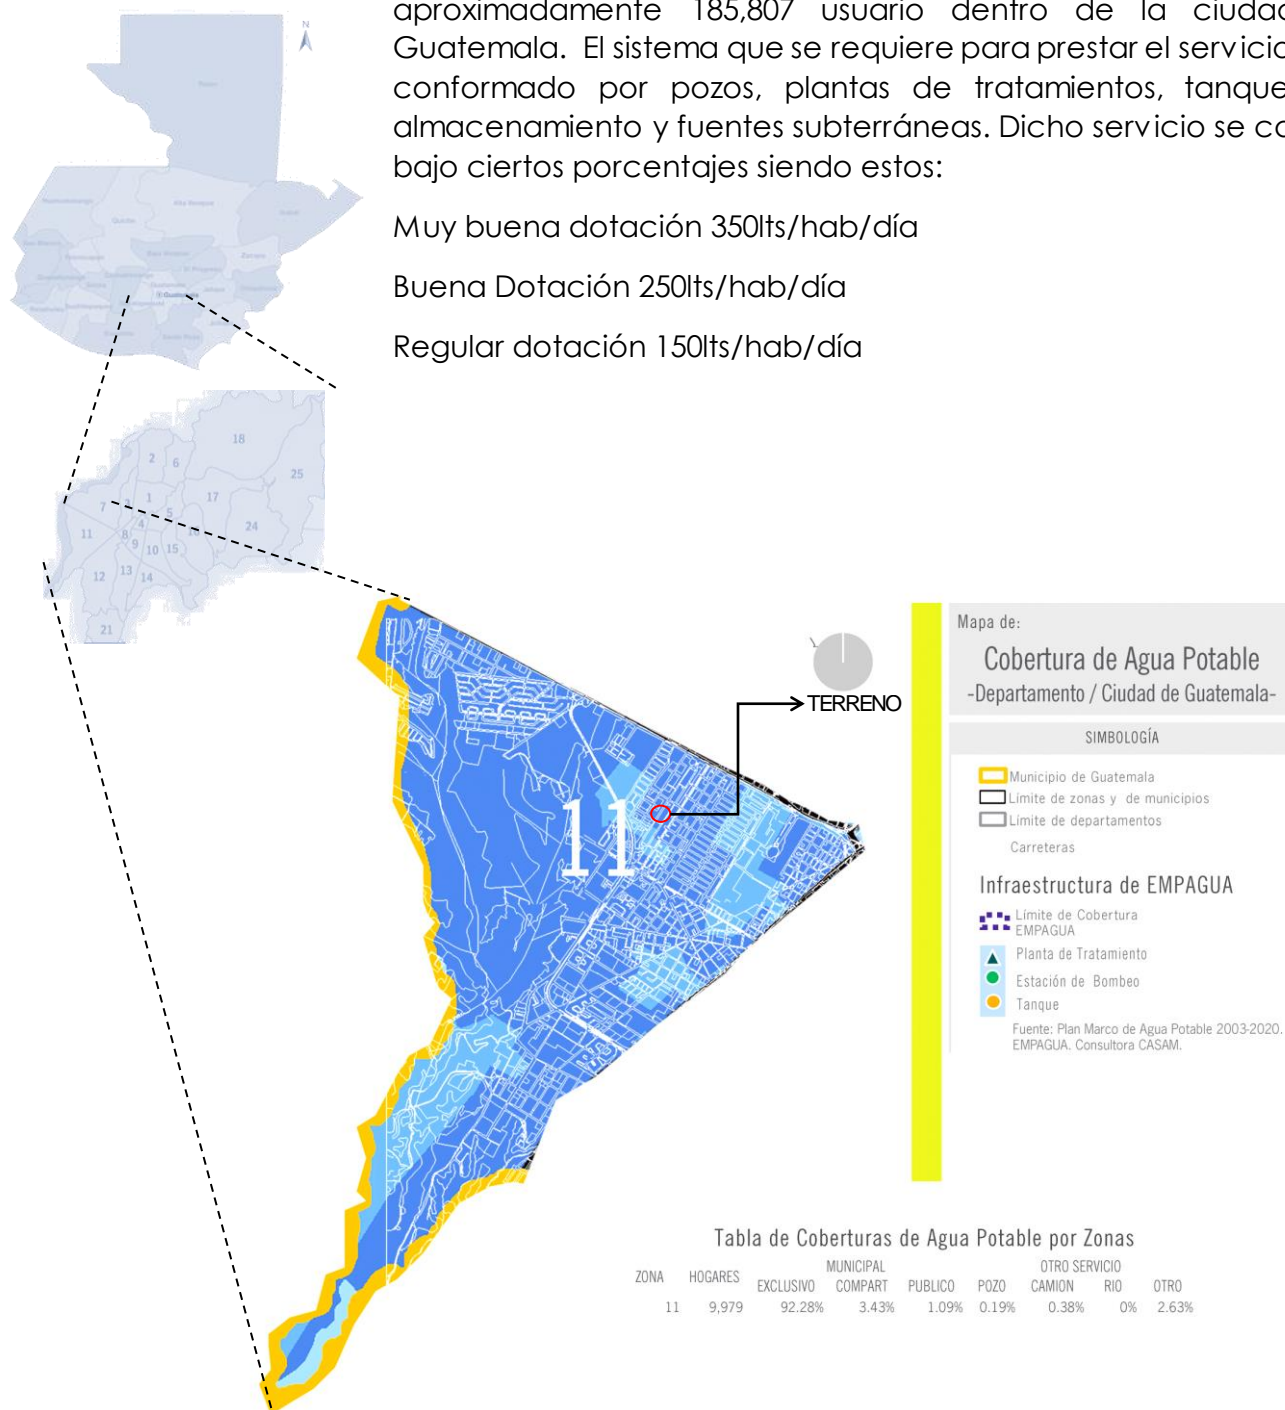 aproximadamente 185,807 usuario dentro de la ciudad
Guatemala. El sistema que se requiere para prestar el servicio
conformado por pozos, plantas de tratamientos, tanque
almacenamiento y fuentes subterráneas. Dicho servicio se
bajo ciertos porcentajes siendo estos:
Muy buena dotación 350lts/hab/día
Buena Dotación 250lts/hab/día
Regular dotación 150lts/hab/día
N
Guatemala
18
2
6
25
1
17
7
3
5
4
16
24
11
8
9
10
15
12
13
14
21
11
TERRENO
Mapa de:
Cobertura de Agua Potable
-Departamento / Ciudad de Guatemala-
SIMBOLOGÍA
Municipio de Guatemala
Límite de zonas y de municipios
Límite de departamentos
Carreteras
Infraestructura de EMPAGUA
Límite de Cobertura
EMPAGUA
Planta de Tratamiento
Estación de Bombeo
Tanque
Fuente: Plan Marco de Agua Potable 2003-2020.
EMPAGUA. Consultora CASAM.
Tabla de Coberturas de Agua Potable por Zonas
MUNICIPAL OTRO SERVICIO
ZONA HOGARES EXCLUSIVO COMPART PUBLICO POZO CAMION RIO OTRO
11 9,979 92.28% 3.43% 1.09% 0.19% 0.38% 0% 2.63%